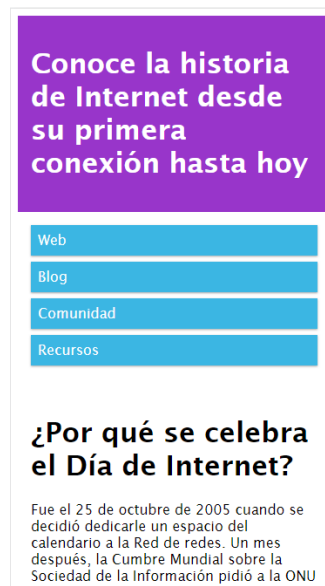 Conoce la historia
de Internet desde
su primera
conexión hasta hoy
Web
Blog
Comunidad
Recursos
¿Por qué se celebra
el Día de Internet?
Fue el 25 de octubre de 2005 cuando se
decidió dedicarle un espacio del
calendario a la Red de redes. Un mes
después, la Cumbre Mundial sobre la
Sociedad de la Información pidió a la ONU